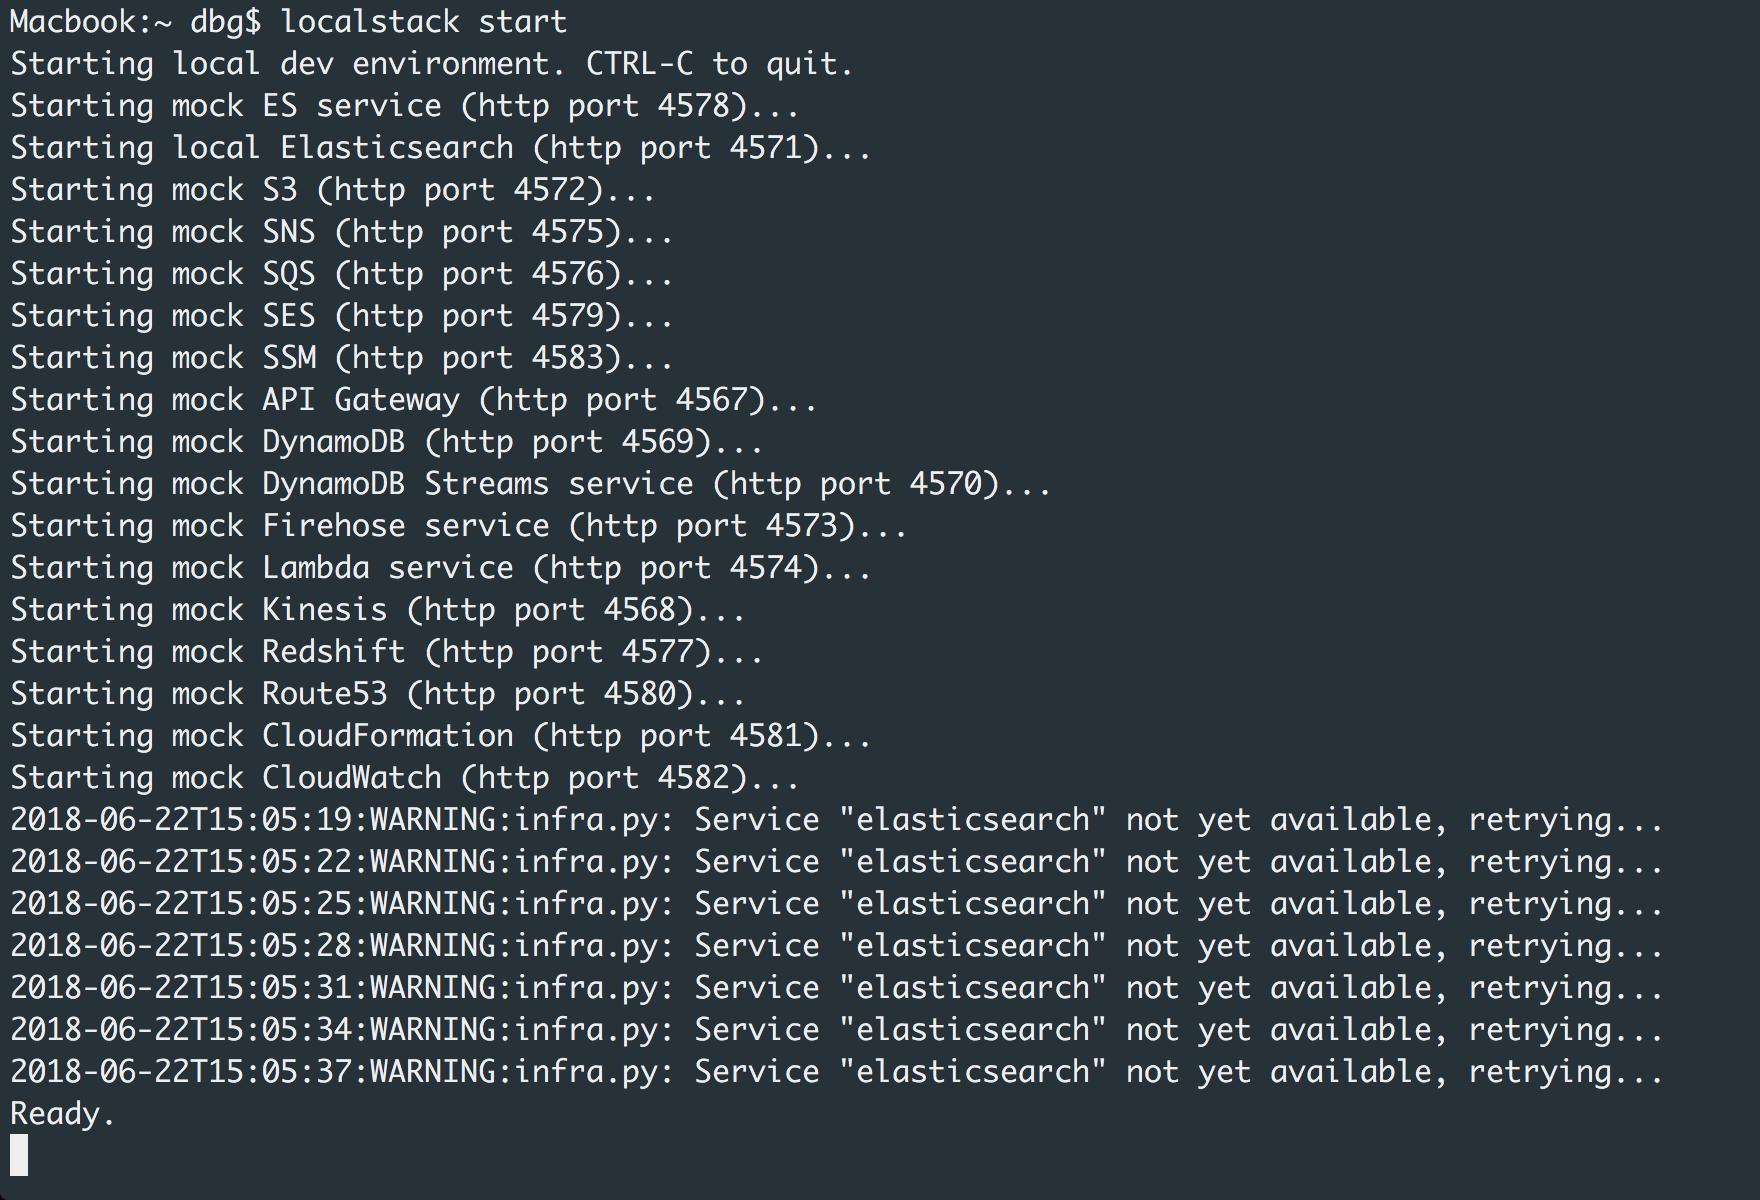 Macbook:~ dbg$ localstack start
Starting local dev environment. CTRL-C to quit.
Starting mock ES service (http port 4578)...
Starting local Elasticsearch (http port 4571)...
Starting mock S3 (http port 4572)...
Starting mock SNS (http port 4575)...
Starting mock SQS (http port 4576)...
Starting mock SES (http port 4579)...
Starting mock SSM (http port 4583)...
Starting mock API Gateway (http port 4567)...
Starting mock DynamoDB (http port 4569)...
Starting mock DynamoDB Streams service (http port 4570)...
Starting mock Firehose service (http port 4573)...
Starting mock Lambda service (http port 4574)...
Starting mock Kinesis (http port 4568)...
Starting mock Redshift (http port 4577)...
Starting mock Route53 (http port 4580)...
Starting mock CloudFormation (http port 4581)...
Starting mock CloudWatch (http port 4582)...
2018-06-22T15:05:19:WARNING:infra.py: Service "elasticsearch" not yet available, retrying...
2018-06-22T15:05:22:WARNING:infra.py: Service "elasticsearch" not yet available, retrying...
2018-06-22T15:05:25:WARNING:infra.py: Service "elasticsearch" not yet available, retrying...
2018-06-22T15:05:28:WARNING:infra.py: Service "elasticsearch" not yet available, retrying...
2018-06-22T15:05:31:WARNING:infra.py: Service "elasticsearch" not yet available, retrying...
2018-06-22T15:05:34:WARNING:infra.py: Service "elasticsearch" not yet available, retrying...
2018-06-22T15:05:37:WARNING:infra.py: Service "elasticsearch" not yet available, retrying...
Ready.